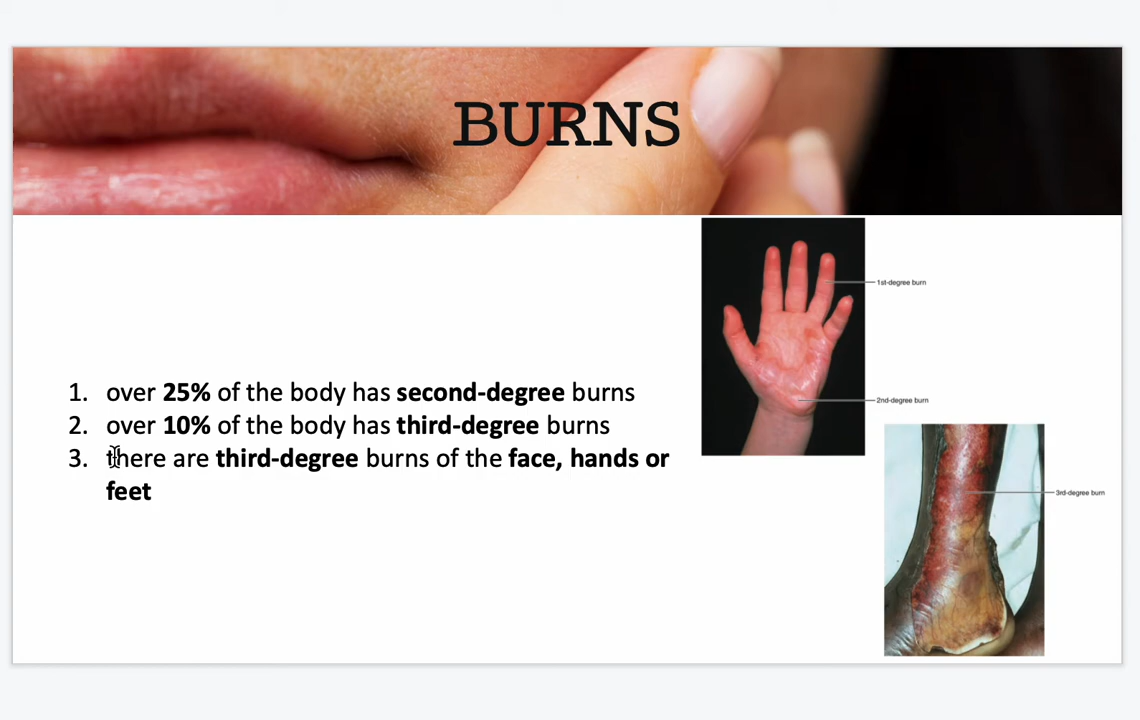 BURNS
1st-degree burn
1. over 25% of the body has second-degree burns
2nd-degree burn
2. over 10% of the body has third-degree burns
3. there are third-degree burns of the face, hands or
feet
3rd-degree burn